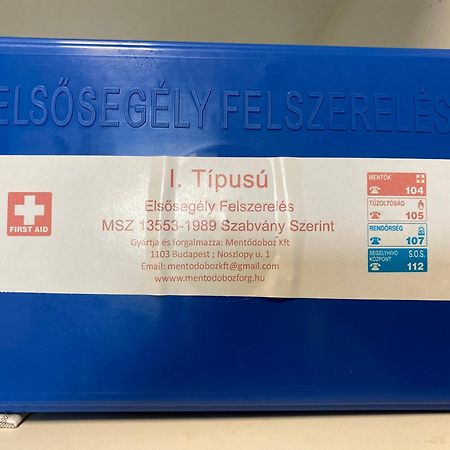 ELSŐSEGÉLY FELSZERELÉS
I. Típusú
Elsősegély Felszerelés
MSZ 13553-1989 Szabvány Szerint
Gyártja és forgalmazza: Mentődoboz Kft
1103 Budapest ; Noszlopy u. 1
Email: mentodobozkft@gmail.com
www.mentodobozforg.hu
FIRST AID
MENTŐK
104
TŰZOLTÓSÁG
105
RENDŐRSÉG
107
SEGÉLYHÍVÓ KÖZPONT S.O.S.
112